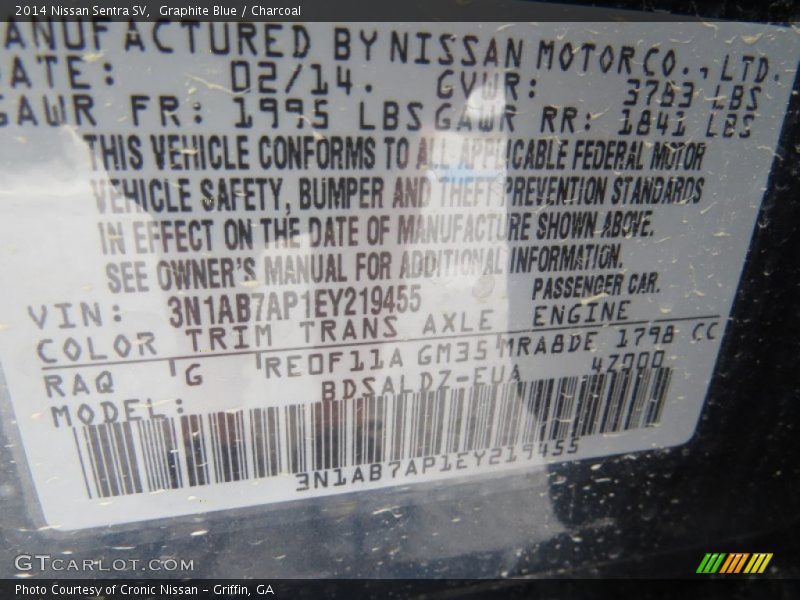 2014 Nissan Sentra SV, Graphite Blue / Charcoal
ANUFACTURED BY NISSAN MOTOR CO., LTD.
ATE: 02/14. GVWR: 3783 LBS
GAWR FR: 1995 LBS GAWR RR: 1841 LBS
THIS VEHICLE CONFORMS TO ALL APPLICABLE FEDERAL MOTOR
VEHICLE SAFETY, BUMPER AND THEFT PREVENTION STANDARDS
IN EFFECT ON THE DATE OF MANUFACTURE SHOWN ABOVE.
SEE OWNER'S MANUAL FOR ADDITIONAL INFORMATION.
VIN: 3N1AB7AP1EY219455 PASSENGER CAR.
COLOR TRIM TRANS AXLE ENGINE
RAQ G RE0F11A GM35 MRA8DE 1798 CC
MODEL: BDSALDZ-EUA 4Z000
3N1AB7AP1EY219455
GTCARLOT.COM
Photo Courtesy of Cronic Nissan - Griffin, GA